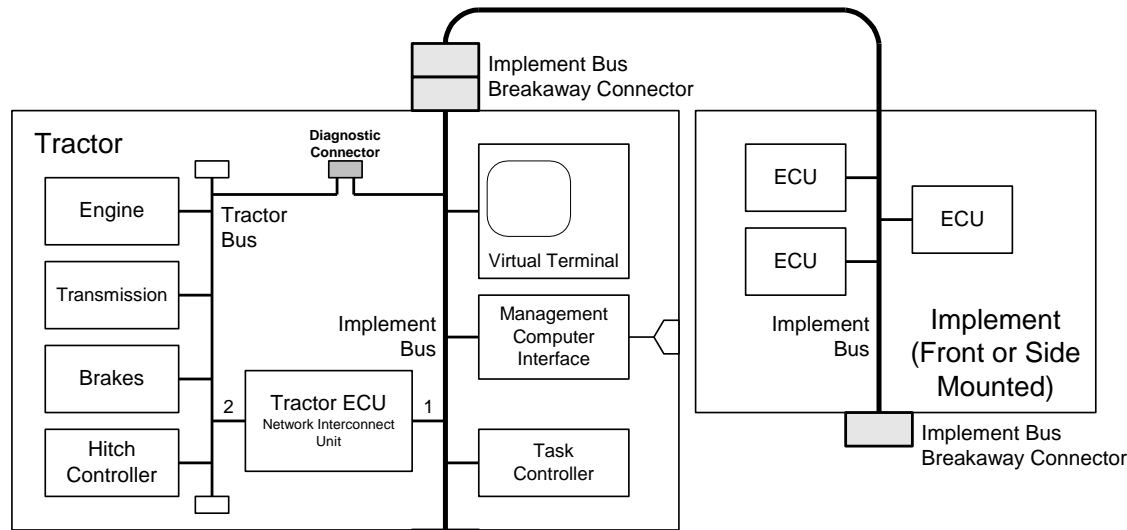 Implement Bus
Breakaway Connector
Tractor
Diagnostic
Connector
Engine
Tractor
Bus
Transmission
Brakes
Hitch
Controller
2
Tractor ECU
Network Interconnect
Unit
1
Implement
Bus
Virtual Terminal
Management
Computer
Interface
Task
Controller
ECU
ECU
ECU
Implement
Bus
Implement
(Front or Side
Mounted)
Implement Bus
Breakaway Connector